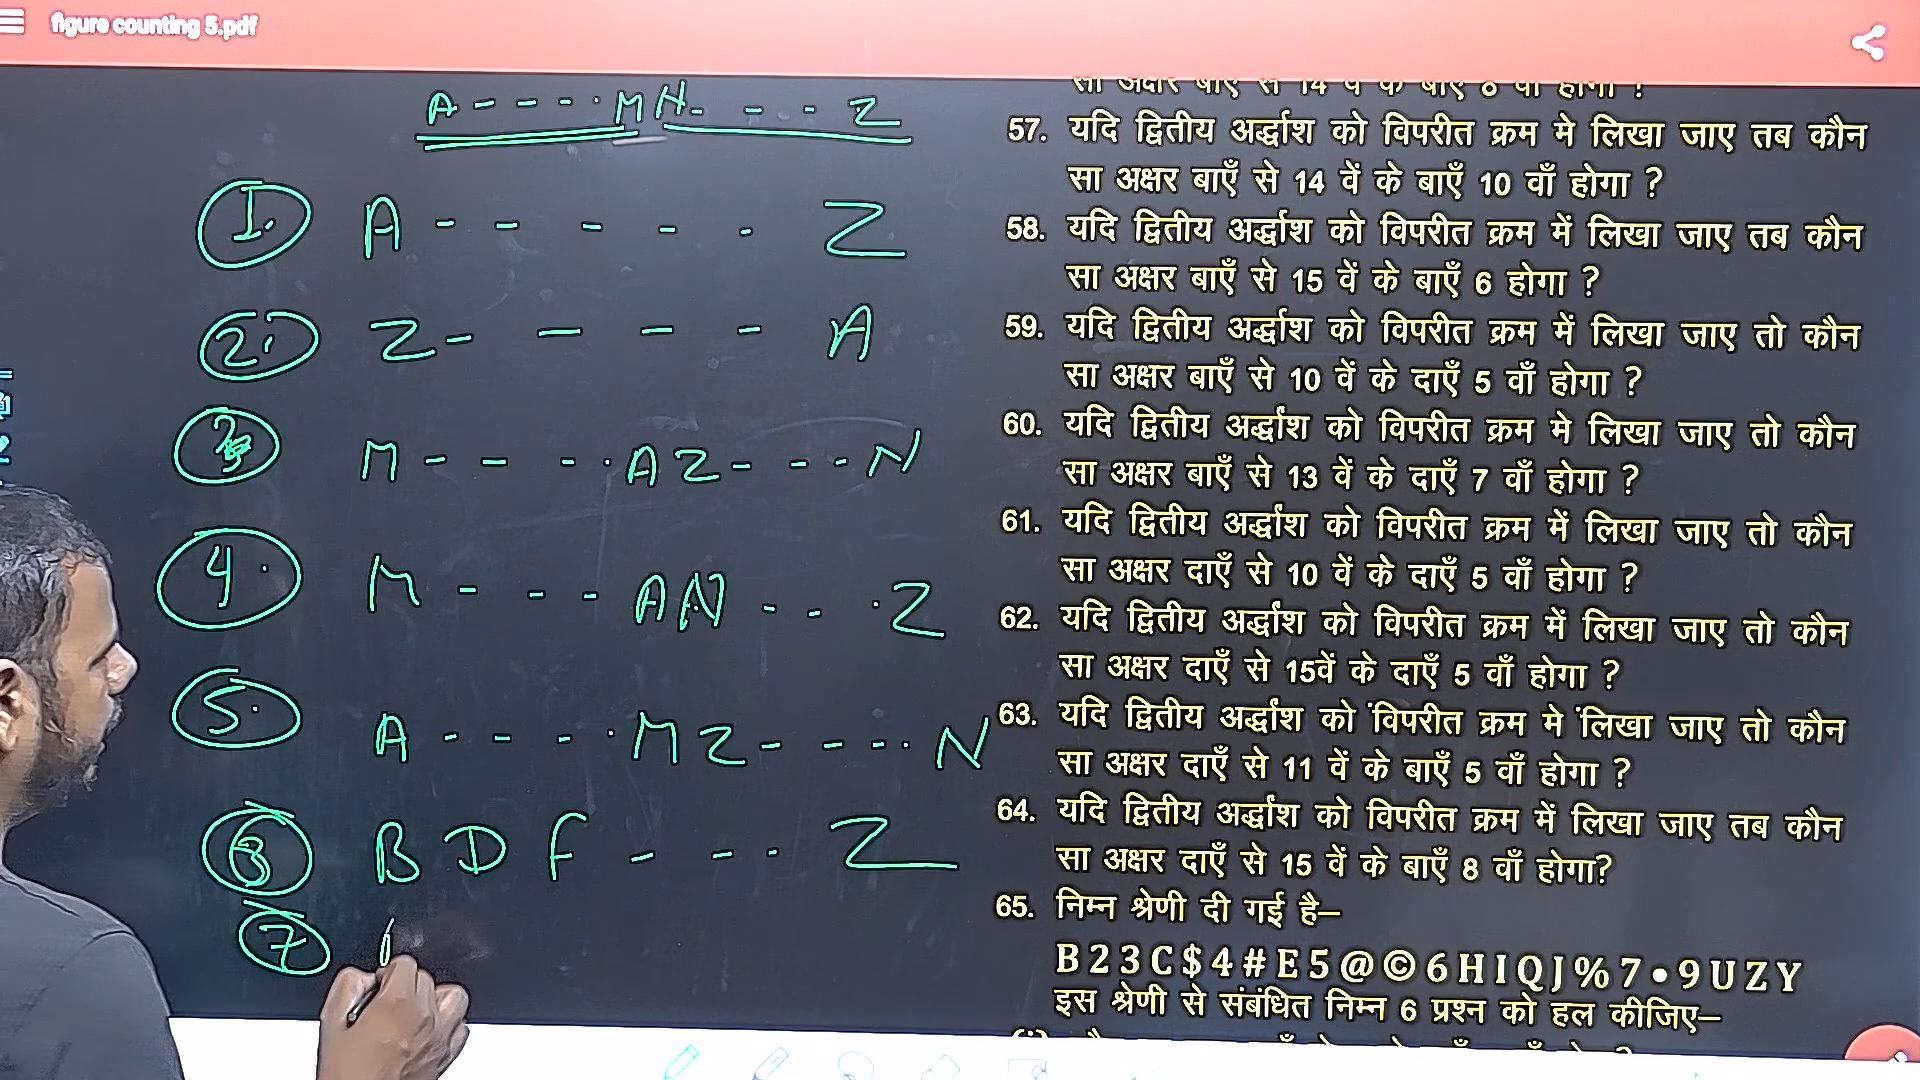 figure counting 5.pdf
A - - - - M N - - - - Z
1. A - - - - - Z
2. Z - - - - A
3 M - - - - A Z - - - - N
4. M - - - - A N - - - Z
5. A - - - - M Z - - - - N
6 B D F - - - Z
7
57. यदि द्वितीय अर्द्धाश को विपरीत क्रम मे लिखा जाए तब कौन
सा अक्षर बाएँ से 14 वें के बाएँ 10 वाँ होगा ?
58. यदि द्वितीय अर्द्धाश को विपरीत क्रम में लिखा जाए तब कौन
सा अक्षर बाएँ से 15 वें के बाएँ 6 होगा ?
59. यदि द्वितीय अर्द्धाश को विपरीत क्रम में लिखा जाए तो कौन
सा अक्षर बाएँ से 10 वें के दाएँ 5 वाँ होगा ?
60. यदि द्वितीय अर्द्धांश को विपरीत क्रम मे लिखा जाए तो कौन
सा अक्षर बाएँ से 13 वें के दाएँ 7 वाँ होगा ?
61. यदि द्वितीय अर्द्धांश को विपरीत क्रम में लिखा जाए तो कौन
सा अक्षर दाएँ से 10 वें के दाएँ 5 वाँ होगा ?
62. यदि द्वितीय अर्द्धांश को विपरीत क्रम में लिखा जाए तो कौन
सा अक्षर दाएँ से 15वें के दाएँ 5 वाँ होगा ?
63. यदि द्वितीय अर्द्धांश को विपरीत क्रम मे लिखा जाए तो कौन
सा अक्षर दाएँ से 11 वें के बाएँ 5 वाँ होगा ?
64. यदि द्वितीय अर्द्धांश को विपरीत क्रम में लिखा जाए तब कौन
सा अक्षर दाएँ से 15 वें के बाएँ 8 वाँ होगा?
65. निम्न श्रेणी दी गई है–
B 2 3 C $ 4 # E 5 @ © 6 H I Q J % 7 • 9 U Z Y
इस श्रेणी से संबंधित निम्न 6 प्रश्न को हल कीजिए–